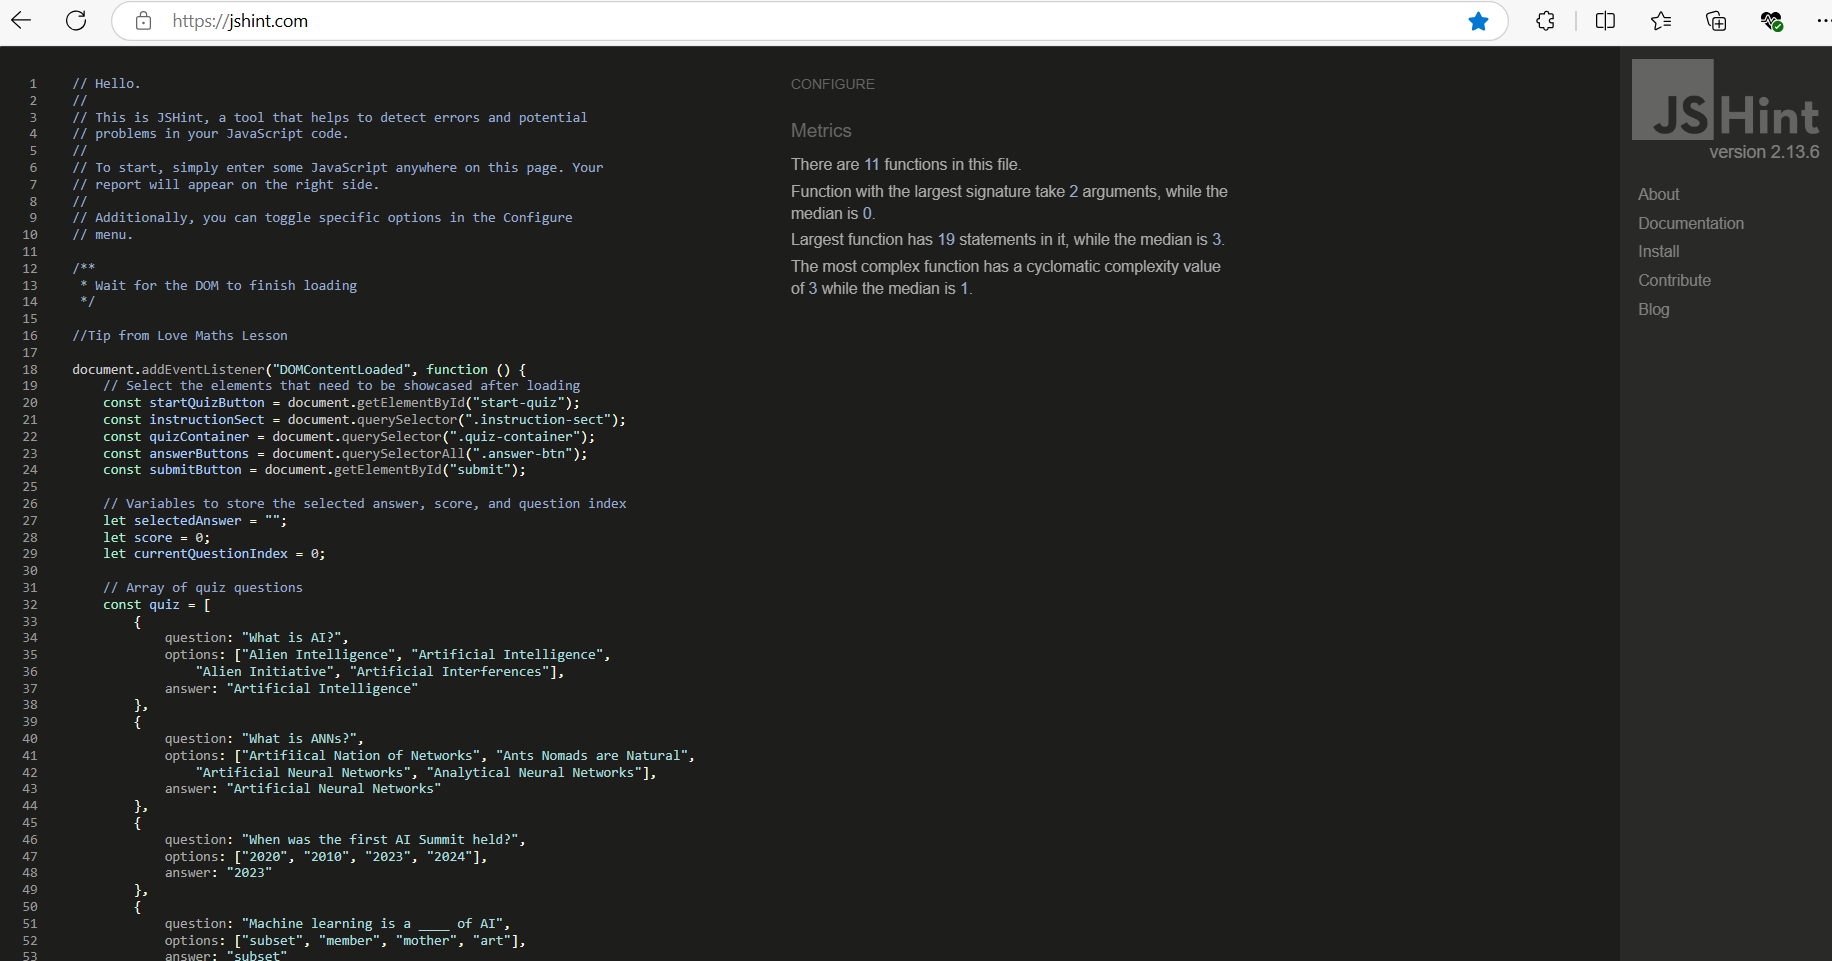 https://jshint.com
1 // Hello.
2 //
3 // This is JSHint, a tool that helps to detect errors and potential
4 // problems in your JavaScript code.
5 //
6 // To start, simply enter some JavaScript anywhere on this page. Your
7 // report will appear on the right side.
8 //
9 // Additionally, you can toggle specific options in the Configure
10 // menu.
11
12 /**
13 * Wait for the DOM to finish loading
14 */
15
16 //Tip from Love Maths Lesson
17
18 document.addEventListener("DOMContentLoaded", function () {
19 // Select the elements that need to be showcased after loading
20 const startQuizButton = document.getElementById("start-quiz");
21 const instructionSect = document.querySelector(".instruction-sect");
22 const quizContainer = document.querySelector(".quiz-container");
23 const answerButtons = document.querySelectorAll(".answer-btn");
24 const submitButton = document.getElementById("submit");
25
26 // Variables to store the selected answer, score, and question index
27 let selectedAnswer = "";
28 let score = 0;
29 let currentQuestionIndex = 0;
30
31 // Array of quiz questions
32 const quiz = [
33 {
34 question: "What is AI?",
35 options: ["Alien Intelligence", "Artificial Intelligence",
36 "Alien Initiative", "Artificial Interferences"],
37 answer: "Artificial Intelligence"
38 },
39 {
40 question: "What is ANNs?",
41 options: ["Artifiical Nation of Networks", "Ants Nomads are Natural",
42 "Artificial Neural Networks", "Analytical Neural Networks"],
43 answer: "Artificial Neural Networks"
44 },
45 {
46 question: "When was the first AI Summit held?",
47 options: ["2020", "2010", "2023", "2024"],
48 answer: "2023"
49 },
50 {
51 question: "Machine learning is a ____ of AI",
52 options: ["subset", "member", "mother", "art"],
53 answer: "subset"
CONFIGURE
Metrics
There are 11 functions in this file.
Function with the largest signature take 2 arguments, while the
median is 0.
Largest function has 19 statements in it, while the median is 3.
The most complex function has a cyclomatic complexity value
of 3 while the median is 1.
JSHint
version 2.13.6
About
Documentation
Install
Contribute
Blog